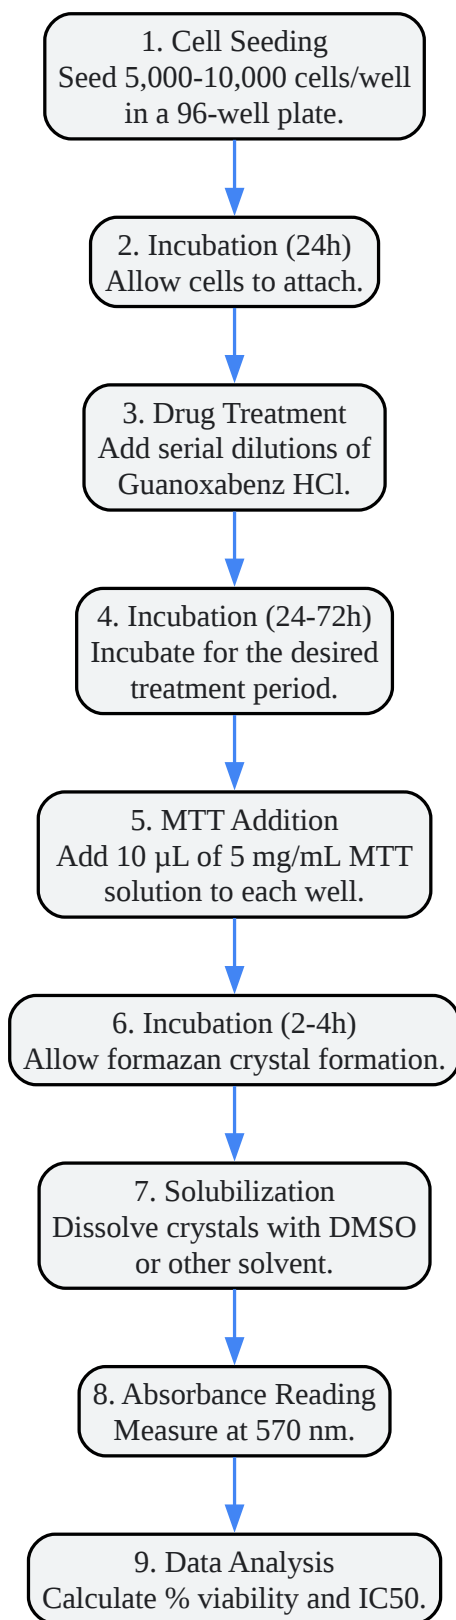 1. Cell Seeding
Seed 5,000-10,000 cells/well
in a 96-well plate.
2. Incubation (24h)
Allow cells to attach.
3. Drug Treatment
Add serial dilutions of
Guanoxabenz HCl.
4. Incubation (24-72h)
Incubate for the desired
treatment period.
5. MTT Addition
Add 10 µL of 5 mg/mL MTT
solution to each well.
6. Incubation (2-4h)
Allow formazan crystal formation.
7. Solubilization
Dissolve crystals with DMSO
or other solvent.
8. Absorbance Reading
Measure at 570 nm.
9. Data Analysis
Calculate % viability and IC50.